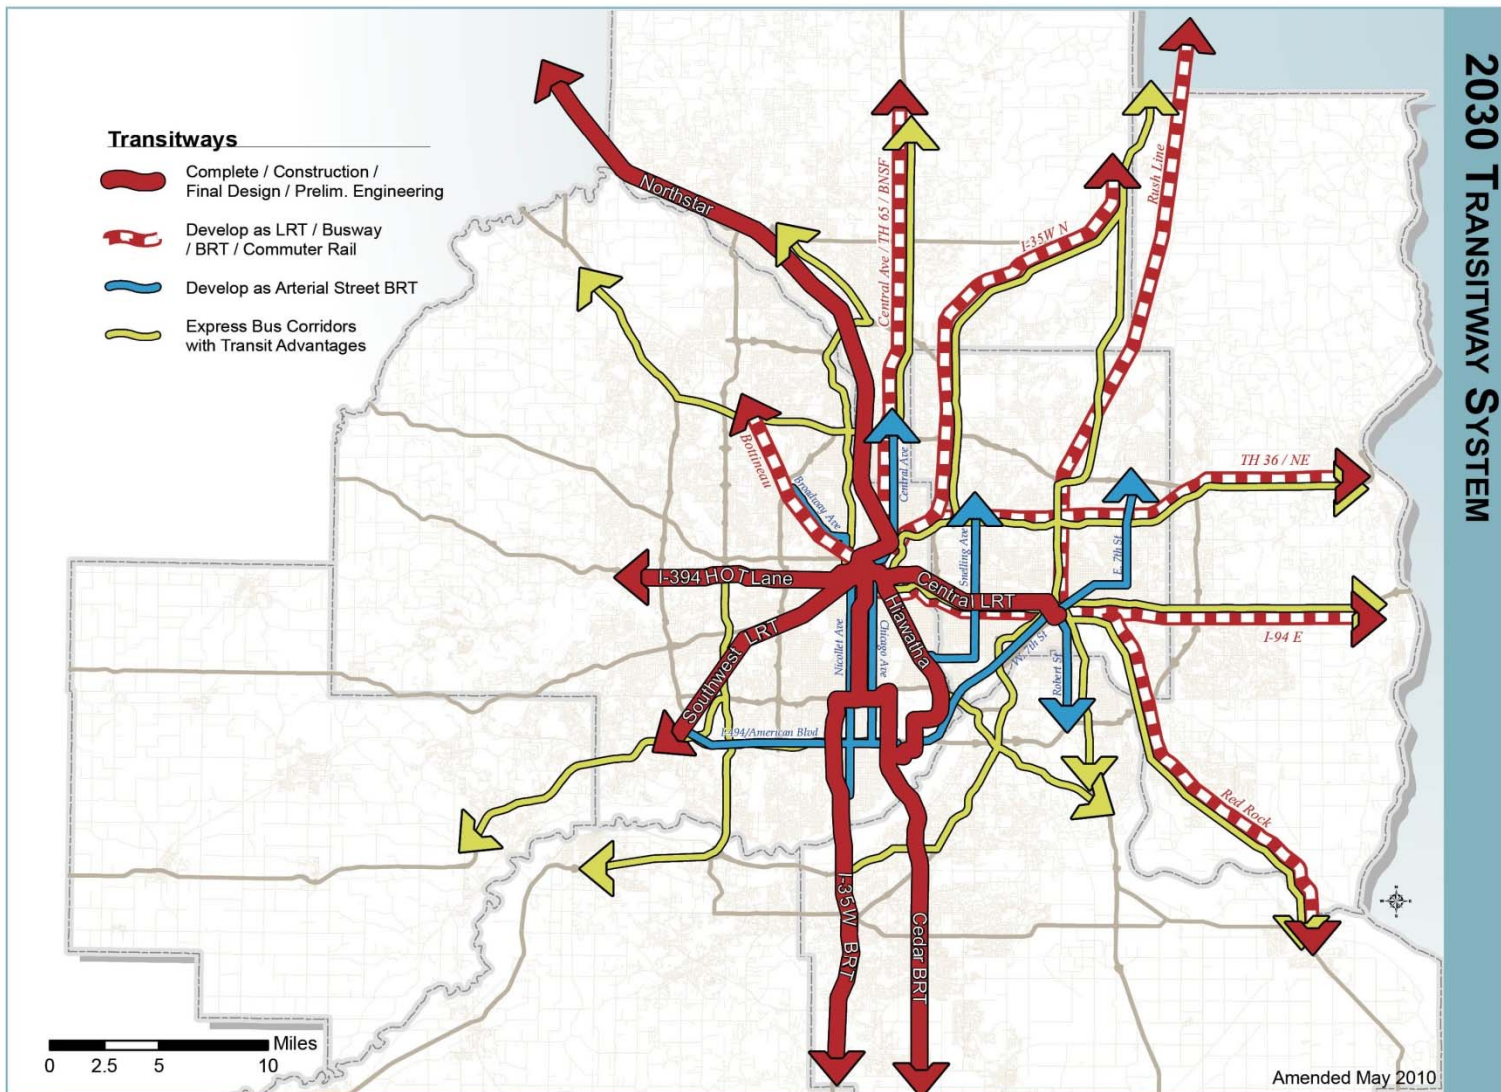 2030 TRANSITWAY SYSTEM
Transitways
Complete / Construction /
Final Design / Prelim. Engineering
Develop as LRT / Busway
/ BRT / Commuter Rail
Develop as Arterial Street BRT
Express Bus Corridors
with Transit Advantages
Northstar
Central Ave / TH 65 / BNSF
I-35W N
Rush Line
Bottineau
Broadway Ave
Central Ave
TH 36 / NE
Snelling Ave
E. 7th St
I-394 HOT Lane
Central LRT
Hiawatha
I-94 E
Southwest LRT
Nicollet Ave
Chicago Ave
W. 7th St
Robert St
I-494/American Blvd
Red Rock
I-35W BRT
Cedar BRT
Miles
0 2.5 5 10
Amended May 2010